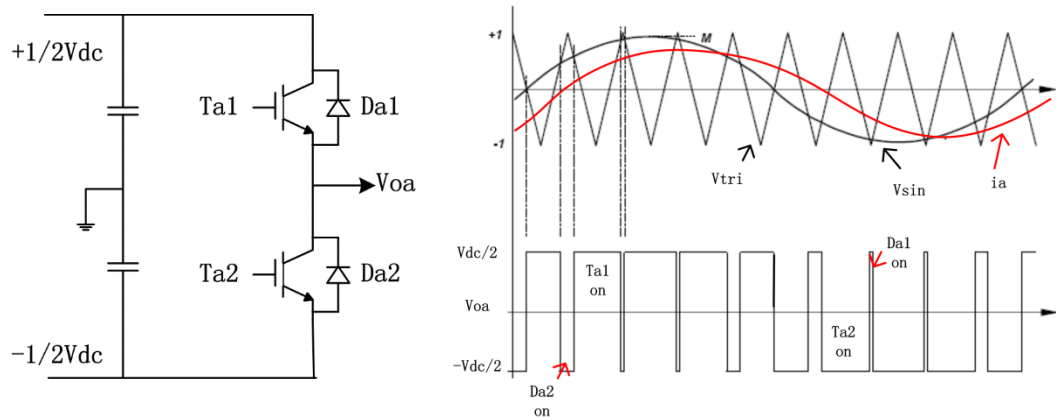 +1/2Vdc
Ta1
Da1
Voa
Ta2
Da2
-1/2Vdc
+1
M
-1
Vtri
Vsin
ia
Vdc/2
Ta1
on
Da1
on
Voa
Ta2
on
-Vdc/2
Da2
on